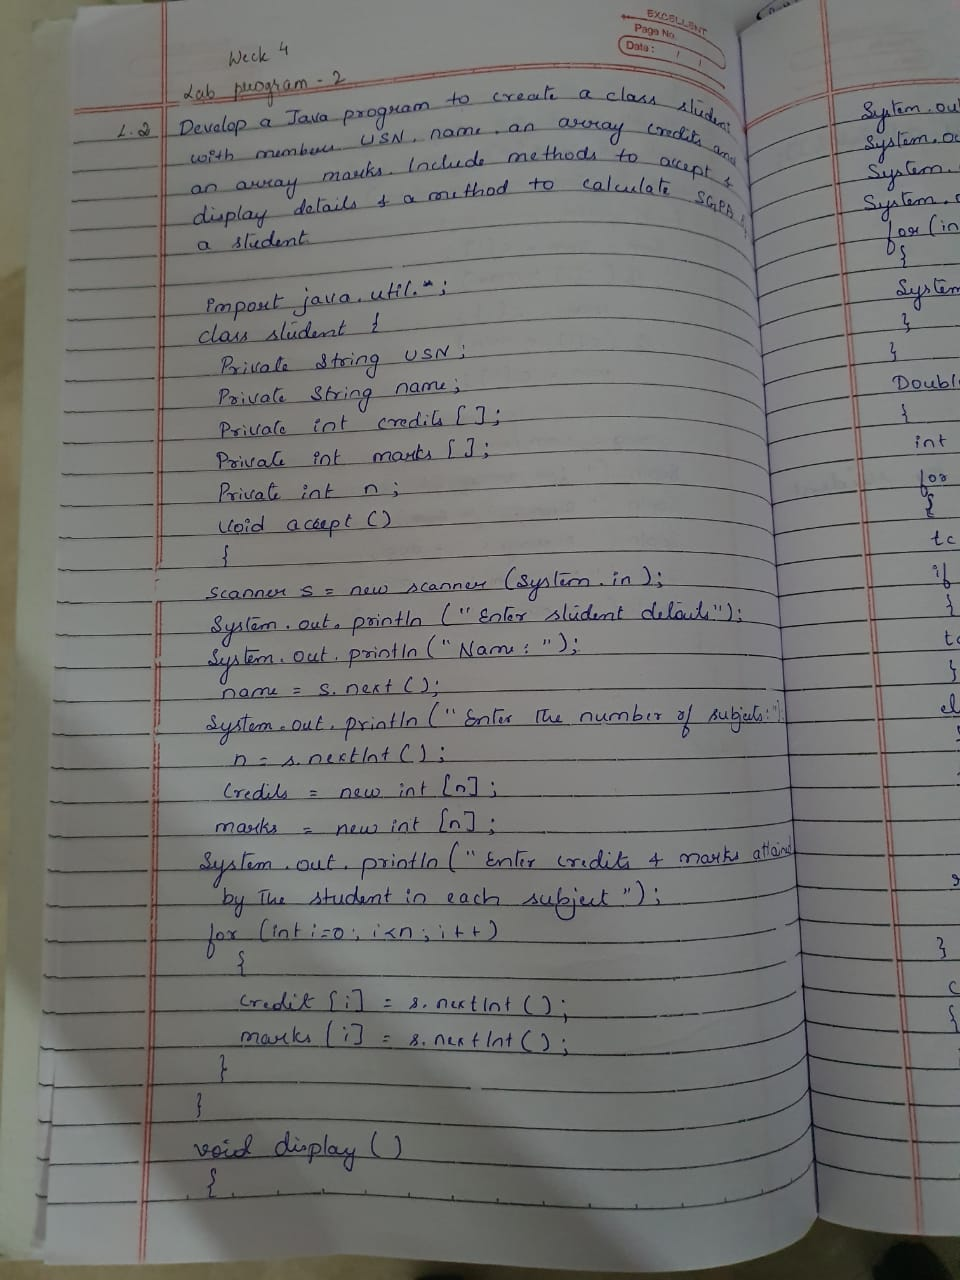 EXCELLENT
Page No.
Date: / /
Week 4
Lab program - 2
L.2 Develop a Java program to create a class student
with members USN, name, an array credits and
an array marks. Include methods to accept &
display details & a method to calculate SGPA
a student.
Import java.util.*;
class student {
Private String USN;
Private String name;
Private int credits [ ];
Private int marks [ ];
Private int n;
void accept ()
{
scanner s = new scanner (System.in);
System.out.println ("Enter student details");
System.out.println ("Name: ");
name = s.next ();
System.out.println ("Enter the number of subjects:")
n = s.nextInt ();
Credits = new int [n];
marks = new int [n];
System.out.println (" Enter credits & marks attained
by The student in each subject ");
for (int i=0; i<n; i++)
{
credit [i] = s.nextInt ();
marks [i] = s.nextInt ();
}
}
void display ()
{
System.ou
System.ou
System.
System.
for (in
{
System
}
}
Doubl
{
int
for
{
tc
if
}
tc
}
el
}
{